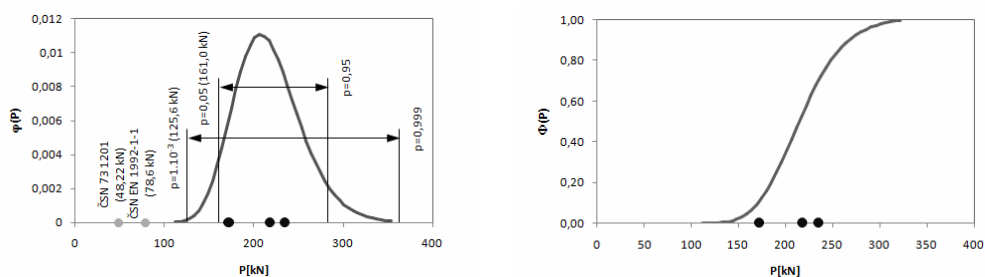 0,012
0,01
0,008
0,006
0,004
0,002
0
φ(P)
ČSN 73 1201
(48,22 kN)
ČSN EN 1992-1-1
(78,6 kN)
p=1.10⁻³ (125,6 kN)
p=0,05 (161,0 kN)
p=0,95
p=0,999
0 100 200 300 400
P[kN]
1,00
0,80
0,60
0,40
0,20
0,00
Φ(P)
0 50 100 150 200 250 300 350 400
P[kN]